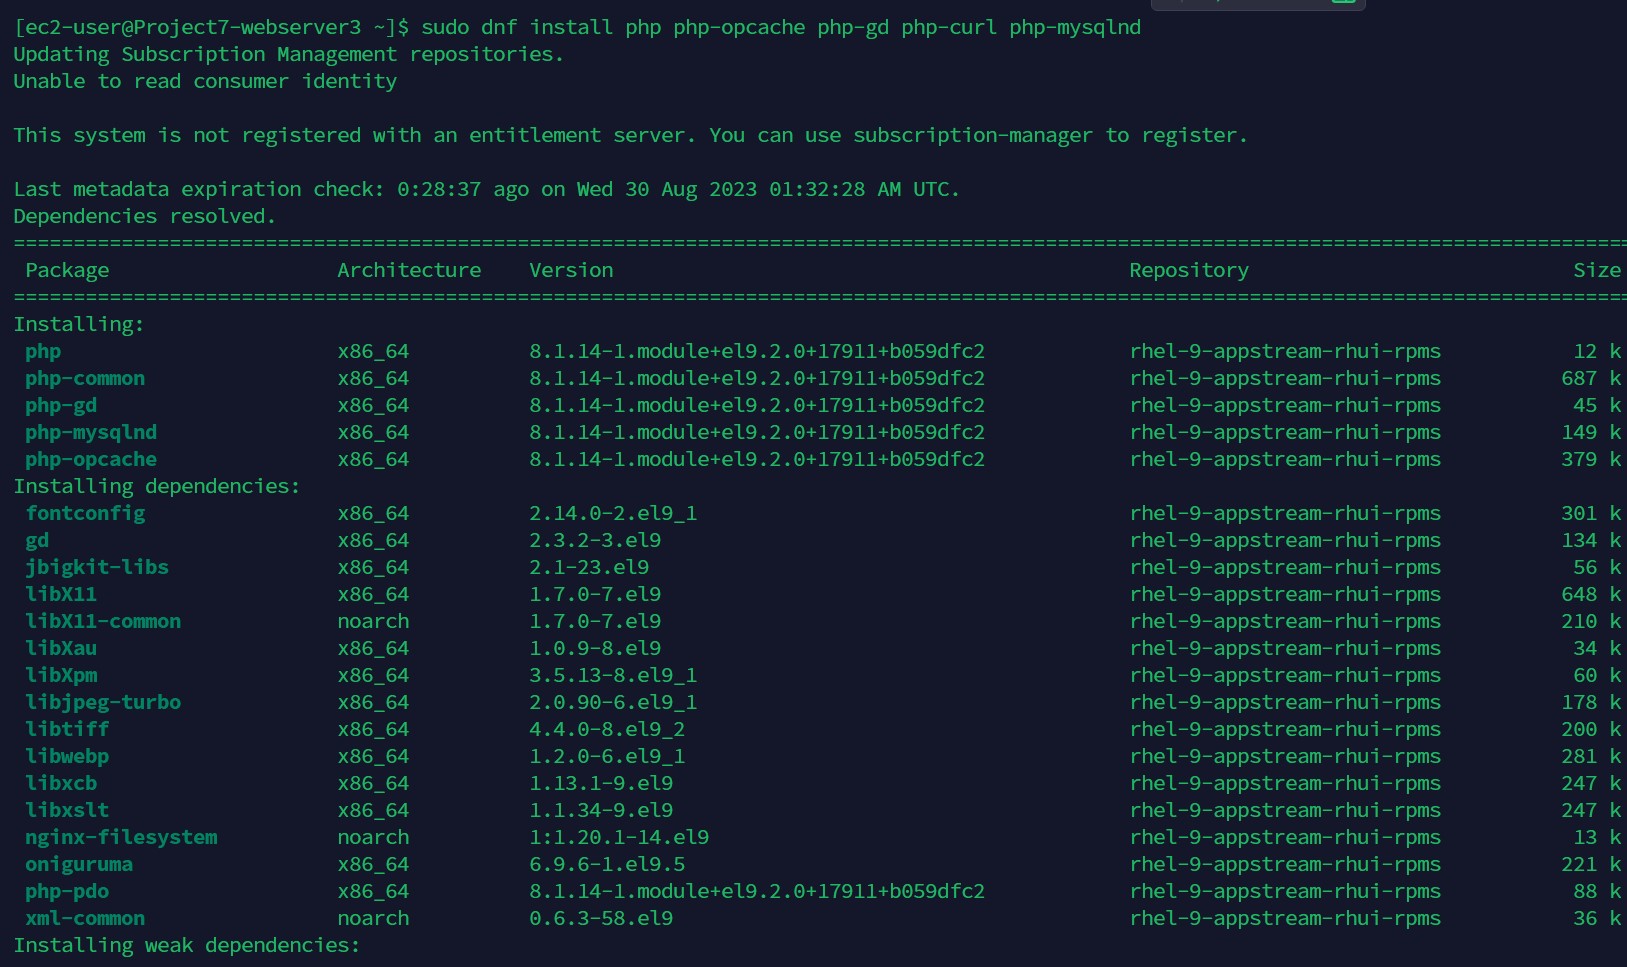 [ec2-user@Project7-webserver3 ~]$ sudo dnf install php php-opcache php-gd php-curl php-mysqlnd
Updating Subscription Management repositories.
Unable to read consumer identity
This system is not registered with an entitlement server. You can use subscription-manager to register.
Last metadata expiration check: 0:28:37 ago on Wed 30 Aug 2023 01:32:28 AM UTC.
Dependencies resolved.
=======================================================================================================================================
Package Architecture Version Repository Size
=======================================================================================================================================
Installing:
php x86_64 8.1.14-1.module+el9.2.0+17911+b059dfc2 rhel-9-appstream-rhui-rpms 12 k
php-common x86_64 8.1.14-1.module+el9.2.0+17911+b059dfc2 rhel-9-appstream-rhui-rpms 687 k
php-gd x86_64 8.1.14-1.module+el9.2.0+17911+b059dfc2 rhel-9-appstream-rhui-rpms 45 k
php-mysqlnd x86_64 8.1.14-1.module+el9.2.0+17911+b059dfc2 rhel-9-appstream-rhui-rpms 149 k
php-opcache x86_64 8.1.14-1.module+el9.2.0+17911+b059dfc2 rhel-9-appstream-rhui-rpms 379 k
Installing dependencies:
fontconfig x86_64 2.14.0-2.el9_1 rhel-9-appstream-rhui-rpms 301 k
gd x86_64 2.3.2-3.el9 rhel-9-appstream-rhui-rpms 134 k
jbigkit-libs x86_64 2.1-23.el9 rhel-9-appstream-rhui-rpms 56 k
libX11 x86_64 1.7.0-7.el9 rhel-9-appstream-rhui-rpms 648 k
libX11-common noarch 1.7.0-7.el9 rhel-9-appstream-rhui-rpms 210 k
libXau x86_64 1.0.9-8.el9 rhel-9-appstream-rhui-rpms 34 k
libXpm x86_64 3.5.13-8.el9_1 rhel-9-appstream-rhui-rpms 60 k
libjpeg-turbo x86_64 2.0.90-6.el9_1 rhel-9-appstream-rhui-rpms 178 k
libtiff x86_64 4.4.0-8.el9_2 rhel-9-appstream-rhui-rpms 200 k
libwebp x86_64 1.2.0-6.el9_1 rhel-9-appstream-rhui-rpms 281 k
libxcb x86_64 1.13.1-9.el9 rhel-9-appstream-rhui-rpms 247 k
libxslt x86_64 1.1.34-9.el9 rhel-9-appstream-rhui-rpms 247 k
nginx-filesystem noarch 1:1.20.1-14.el9 rhel-9-appstream-rhui-rpms 13 k
oniguruma x86_64 6.9.6-1.el9.5 rhel-9-appstream-rhui-rpms 221 k
php-pdo x86_64 8.1.14-1.module+el9.2.0+17911+b059dfc2 rhel-9-appstream-rhui-rpms 88 k
xml-common noarch 0.6.3-58.el9 rhel-9-appstream-rhui-rpms 36 k
Installing weak dependencies: